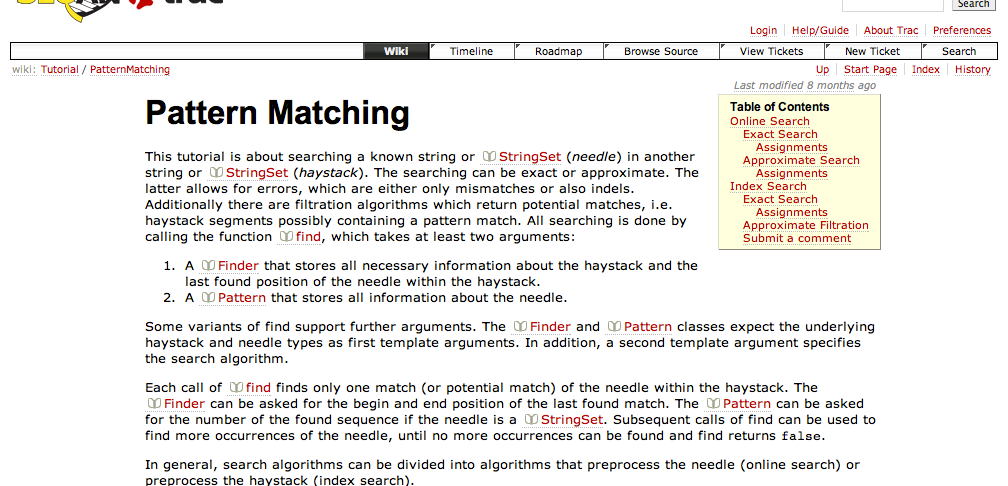 trac
Search
Login Help/Guide About Trac Preferences
Wiki Timeline Roadmap Browse Source View Tickets New Ticket Search
wiki: Tutorial / PatternMatching
Up Start Page Index History
Last modified 8 months ago
Pattern Matching
Table of Contents
Online Search
Exact Search
Assignments
Approximate Search
Assignments
Index Search
Exact Search
Assignments
Approximate Filtration
Submit a comment
This tutorial is about searching a known string or StringSet (needle) in another
string or StringSet (haystack). The searching can be exact or approximate. The
latter allows for errors, which are either only mismatches or also indels.
Additionally there are filtration algorithms which return potential matches, i.e.
haystack segments possibly containing a pattern match. All searching is done by
calling the function find, which takes at least two arguments:
1. A Finder that stores all necessary information about the haystack and the
last found position of the needle within the haystack.
2. A Pattern that stores all information about the needle.
Some variants of find support further arguments. The Finder and Pattern classes expect the underlying
haystack and needle types as first template arguments. In addition, a second template argument specifies
the search algorithm.
Each call of find finds only one match (or potential match) of the needle within the haystack. The
Finder can be asked for the begin and end position of the last found match. The Pattern can be asked
for the number of the found sequence if the needle is a StringSet. Subsequent calls of find can be used to
find more occurrences of the needle, until no more occurrences can be found and find returns false.
In general, search algorithms can be divided into algorithms that preprocess the needle (online search) or
preprocess the haystack (index search).